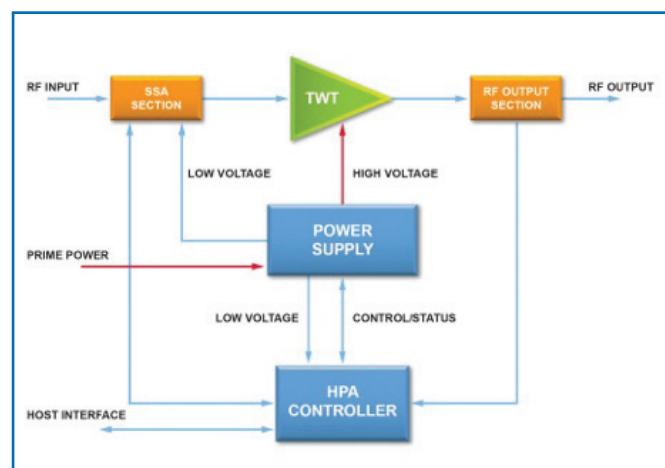 RF INPUT
SSA
SECTION
TWT
RF OUTPUT
SECTION
RF OUTPUT
LOW VOLTAGE
HIGH VOLTAGE
POWER
SUPPLY
PRIME POWER
LOW VOLTAGE
CONTROL/STATUS
HPA
CONTROLLER
HOST INTERFACE